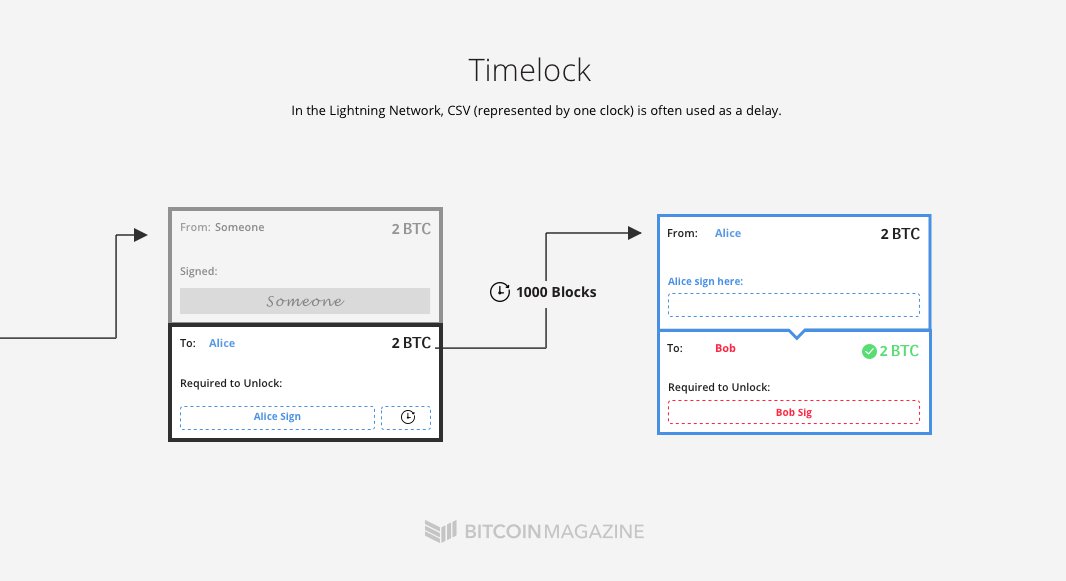 Timelock
In the Lightning Network, CSV (represented by one clock) is often used as a delay.
From: Someone 2 BTC
Signed:
Someone
To: Alice 2 BTC
Required to Unlock:
Alice Sign
1000 Blocks
From: Alice 2 BTC
Alice sign here:
To: Bob 2 BTC
Required to Unlock:
Bob Sig
BITCOINMAGAZINE